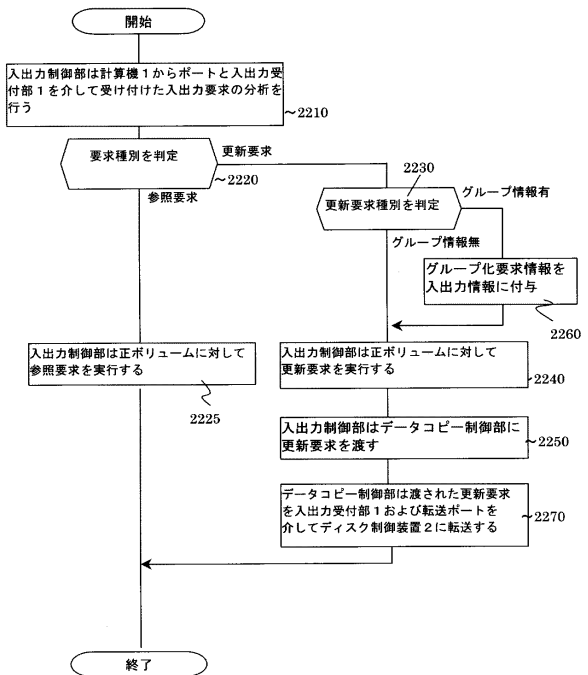 開始
入出力制御部は計算機1からポートと入出力受
付部1を介して受け付けた入出力要求の分析を
行う
～2210
要求種別を判定
更新要求
～2220
参照要求
2230
グループ情報有
更新要求種別を判定
グループ情報無
グループ化要求情報を
入出力情報に付与
2260
入出力制御部は正ボリュームに対して
参照要求を実行する
2225
入出力制御部は正ボリュームに対して
更新要求を実行する
2240
入出力制御部はデータコピー制御部に
更新要求を渡す
～2250
データコピー制御部は渡された更新要求
を入出力受付部1および転送ポートを
介してディスク制御装置2に転送する
～2270
終了